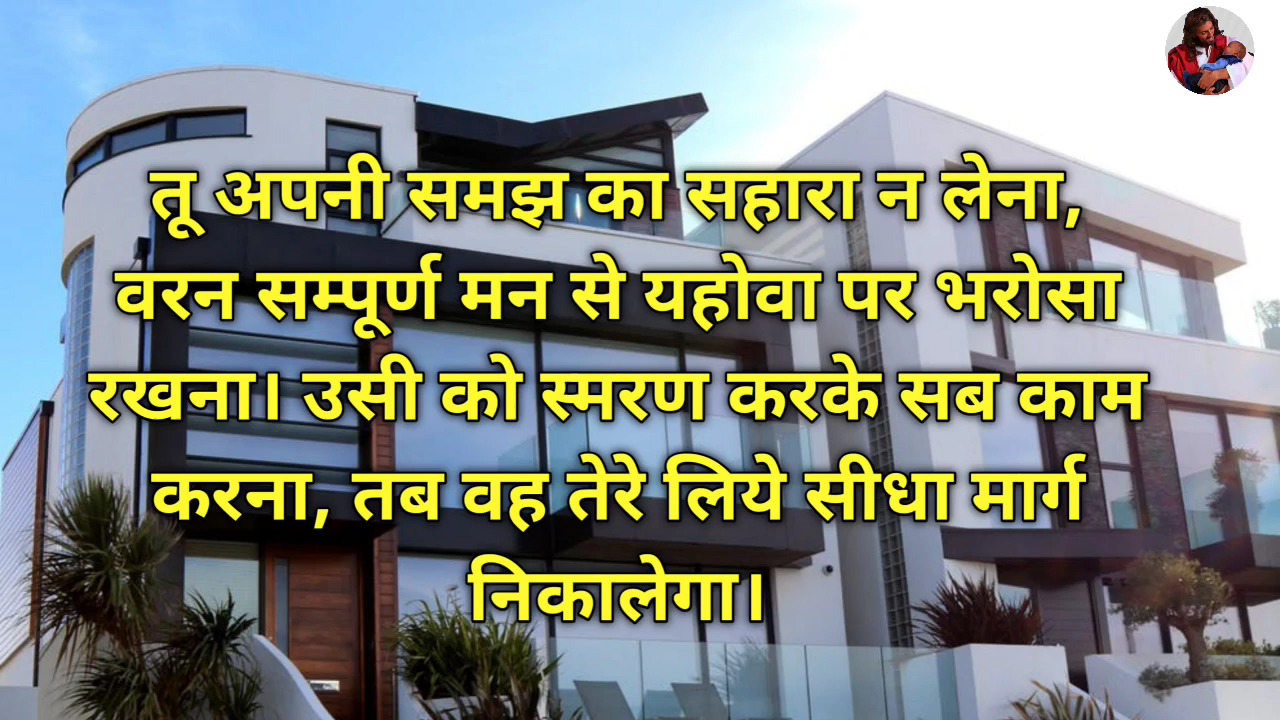 तू अपनी समझ का सहारा न लेना,
वरन सम्पूर्ण मन से यहोवा पर भरोसा
रखना। उसी को स्मरण करके सब काम
करना, तब वह तेरे लिये सीधा मार्ग
निकालेगा।